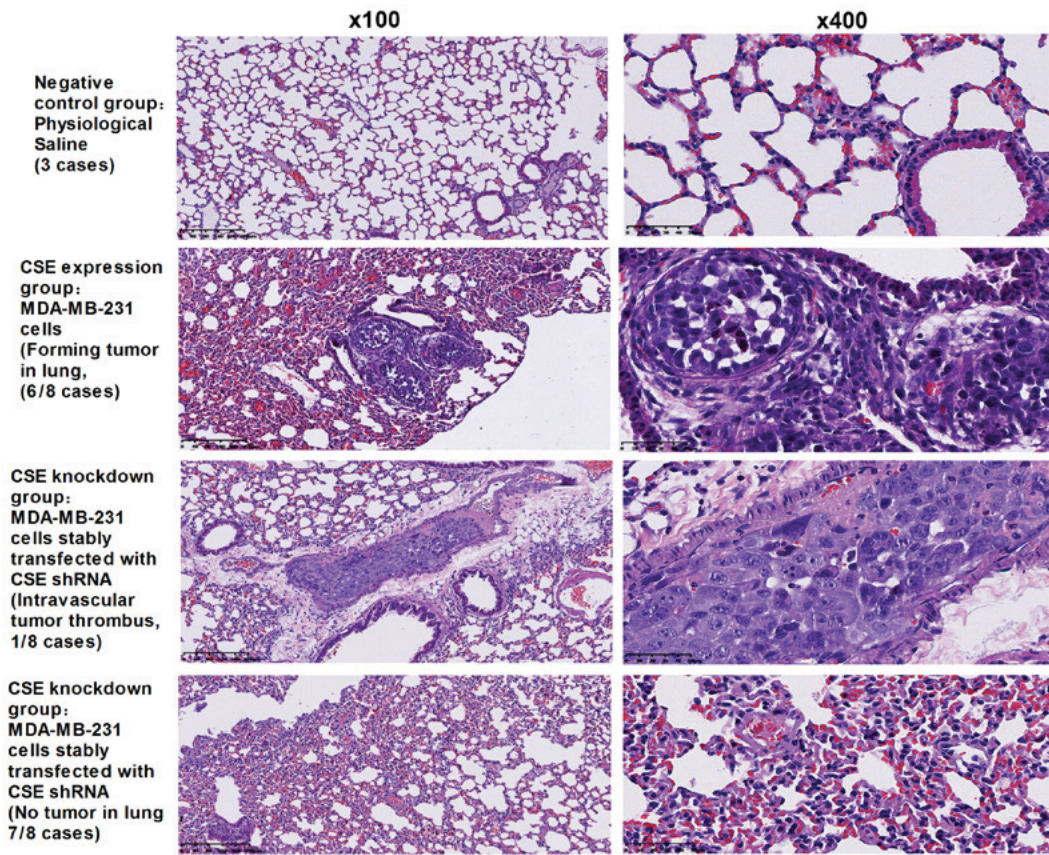 x100
x400
Negative
control group:
Physiological
Saline
(3 cases)
CSE expression
group:
MDA-MB-231
cells
(Forming tumor
in lung,
(6/8 cases)
CSE knockdown
group:
MDA-MB-231
cells stably
transfected with
CSE shRNA
(Intravascular
tumor thrombus,
1/8 cases)
CSE knockdown
group:
MDA-MB-231
cells stably
transfected with
CSE shRNA
(No tumor in lung
7/8 cases)